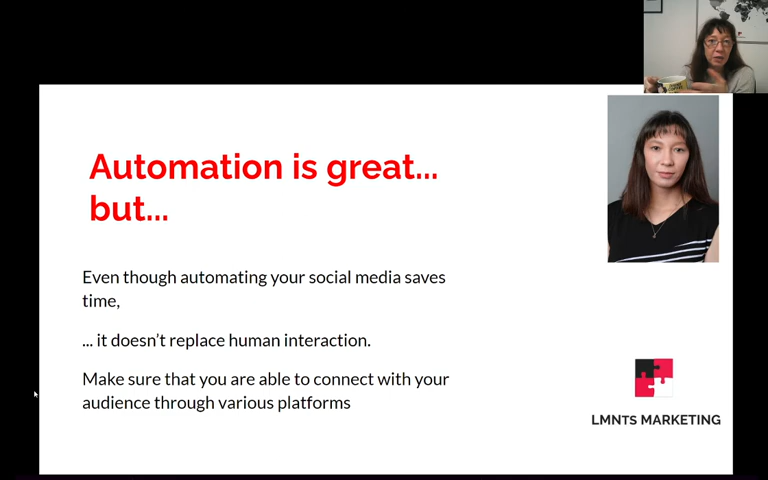 Automation is great...
but...
Even though automating your social media saves
time,
... it doesn't replace human interaction.
Make sure that you are able to connect with your
audience through various platforms
LMNTS MARKETING